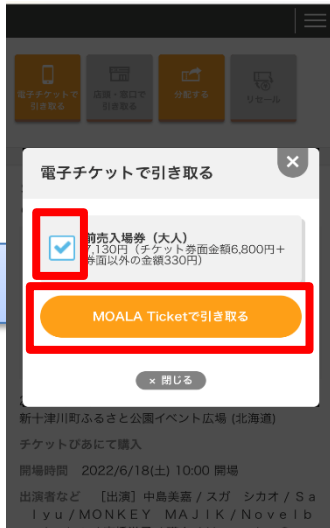 電子チケットで
引き取る
店頭・窓口で
引き取る
分配する
リセール
電子チケットで引き取る
前売入場券（大人）
7,130円（チケット券面金額6,800円＋
券面以外の金額330円）
MOALA Ticketで引き取る
× 閉じる
新十津川町ふるさと公園イベント広場 (北海道)
チケットぴあにて購入
開場時間 2022/6/18(土) 10:00 開場
出演者など ［出演］中島美嘉 / スガ シカオ / Sa
lyu / MONKEY MAJIK / Novelb